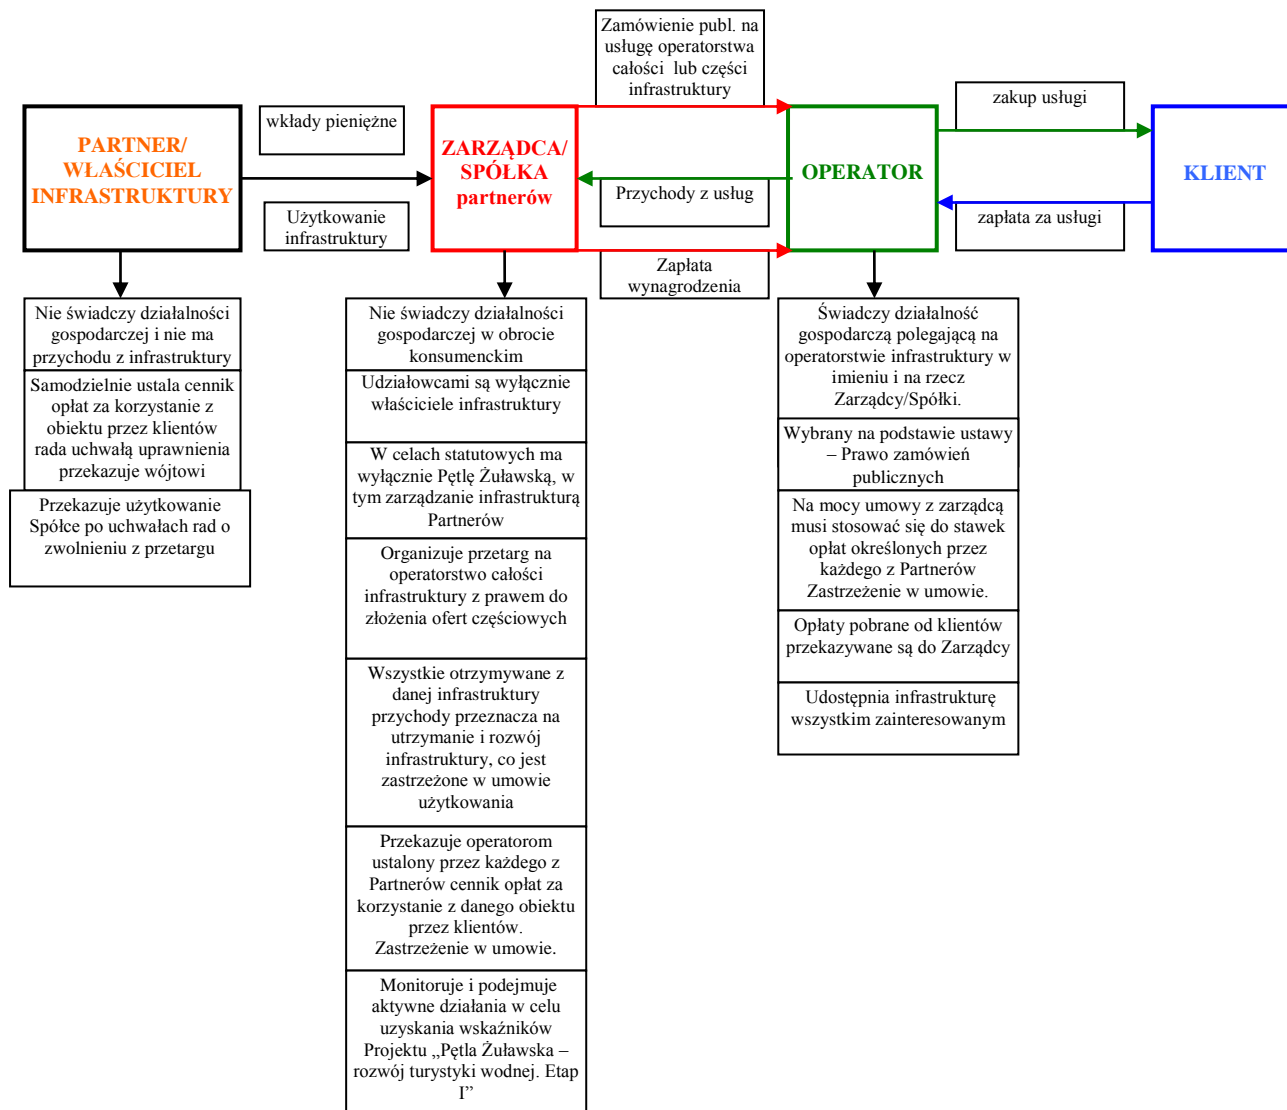 Zamówienie publ. na
usługę operatorstwa
całości lub części
infrastruktury
PARTNER/
WŁAŚCICIEL
INFRASTRUKTURY
wkłady pieniężne
Użytkowanie
infrastruktury
ZARZĄDCA/
SPÓŁKA
partnerów
Przychody z usług
Zapłata
wynagrodzenia
OPERATOR
zakup usługi
zapłata za usługi
KLIENT
Nie świadczy działalności
gospodarczej i nie ma
przychodu z infrastruktury
Samodzielnie ustala cennik
opłat za korzystanie z
obiektu przez klientów
rada uchwałą uprawnienia
przekazuje wójtowi
Przekazuje użytkowanie
Spółce po uchwałach rad o
zwolnieniu z przetargu
Nie świadczy działalności
gospodarczej w obrocie
konsumenckim
Udziałowcami są wyłącznie
właściciele infrastruktury
W celach statutowych ma
wyłącznie Pętlę Żuławską, w
tym zarządzanie infrastrukturą
Partnerów
Organizuje przetarg na
operatorstwo całości
infrastruktury z prawem do
złożenia ofert częściowych
Wszystkie otrzymywane z
danej infrastruktury
przychody przeznacza na
utrzymanie i rozwój
infrastruktury, co jest
zastrzeżone w umowie
użytkowania
Przekazuje operatorom
ustalony przez każdego z
Partnerów cennik opłat za
korzystanie z danego obiektu
przez klientów.
Zastrzeżenie w umowie.
Monitoruje i podejmuje
aktywne działania w celu
uzyskania wskaźników
Projektu „Pętla Żuławska –
rozwój turystyki wodnej. Etap
I”
Świadczy działalność
gospodarczą polegającą na
operatorstwie infrastruktury w
imieniu i na rzecz
Zarządcy/Spółki.
Wybrany na podstawie ustawy
– Prawo zamówień
publicznych
Na mocy umowy z zarządcą
musi stosować się do stawek
opłat określonych przez
każdego z Partnerów
Zastrzeżenie w umowie.
Opłaty pobrane od klientów
przekazywane są do Zarządcy
Udostępnia infrastrukturę
wszystkim zainteresowanym